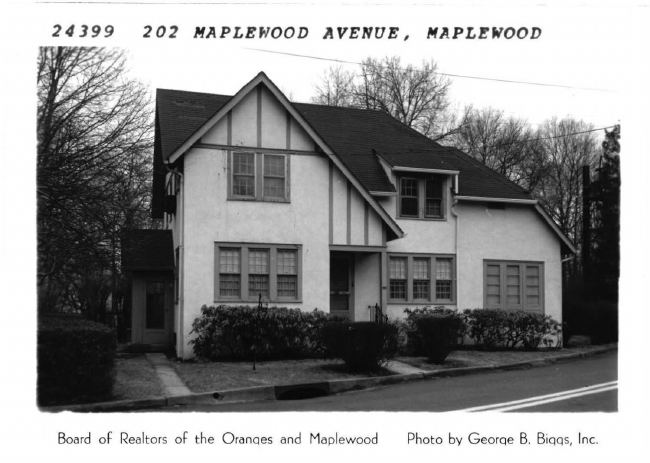 24399 202 MAPLEWOOD AVENUE, MAPLEWOOD
Board of Realtors of the Oranges and Maplewood Photo by George B. Biggs, Inc.